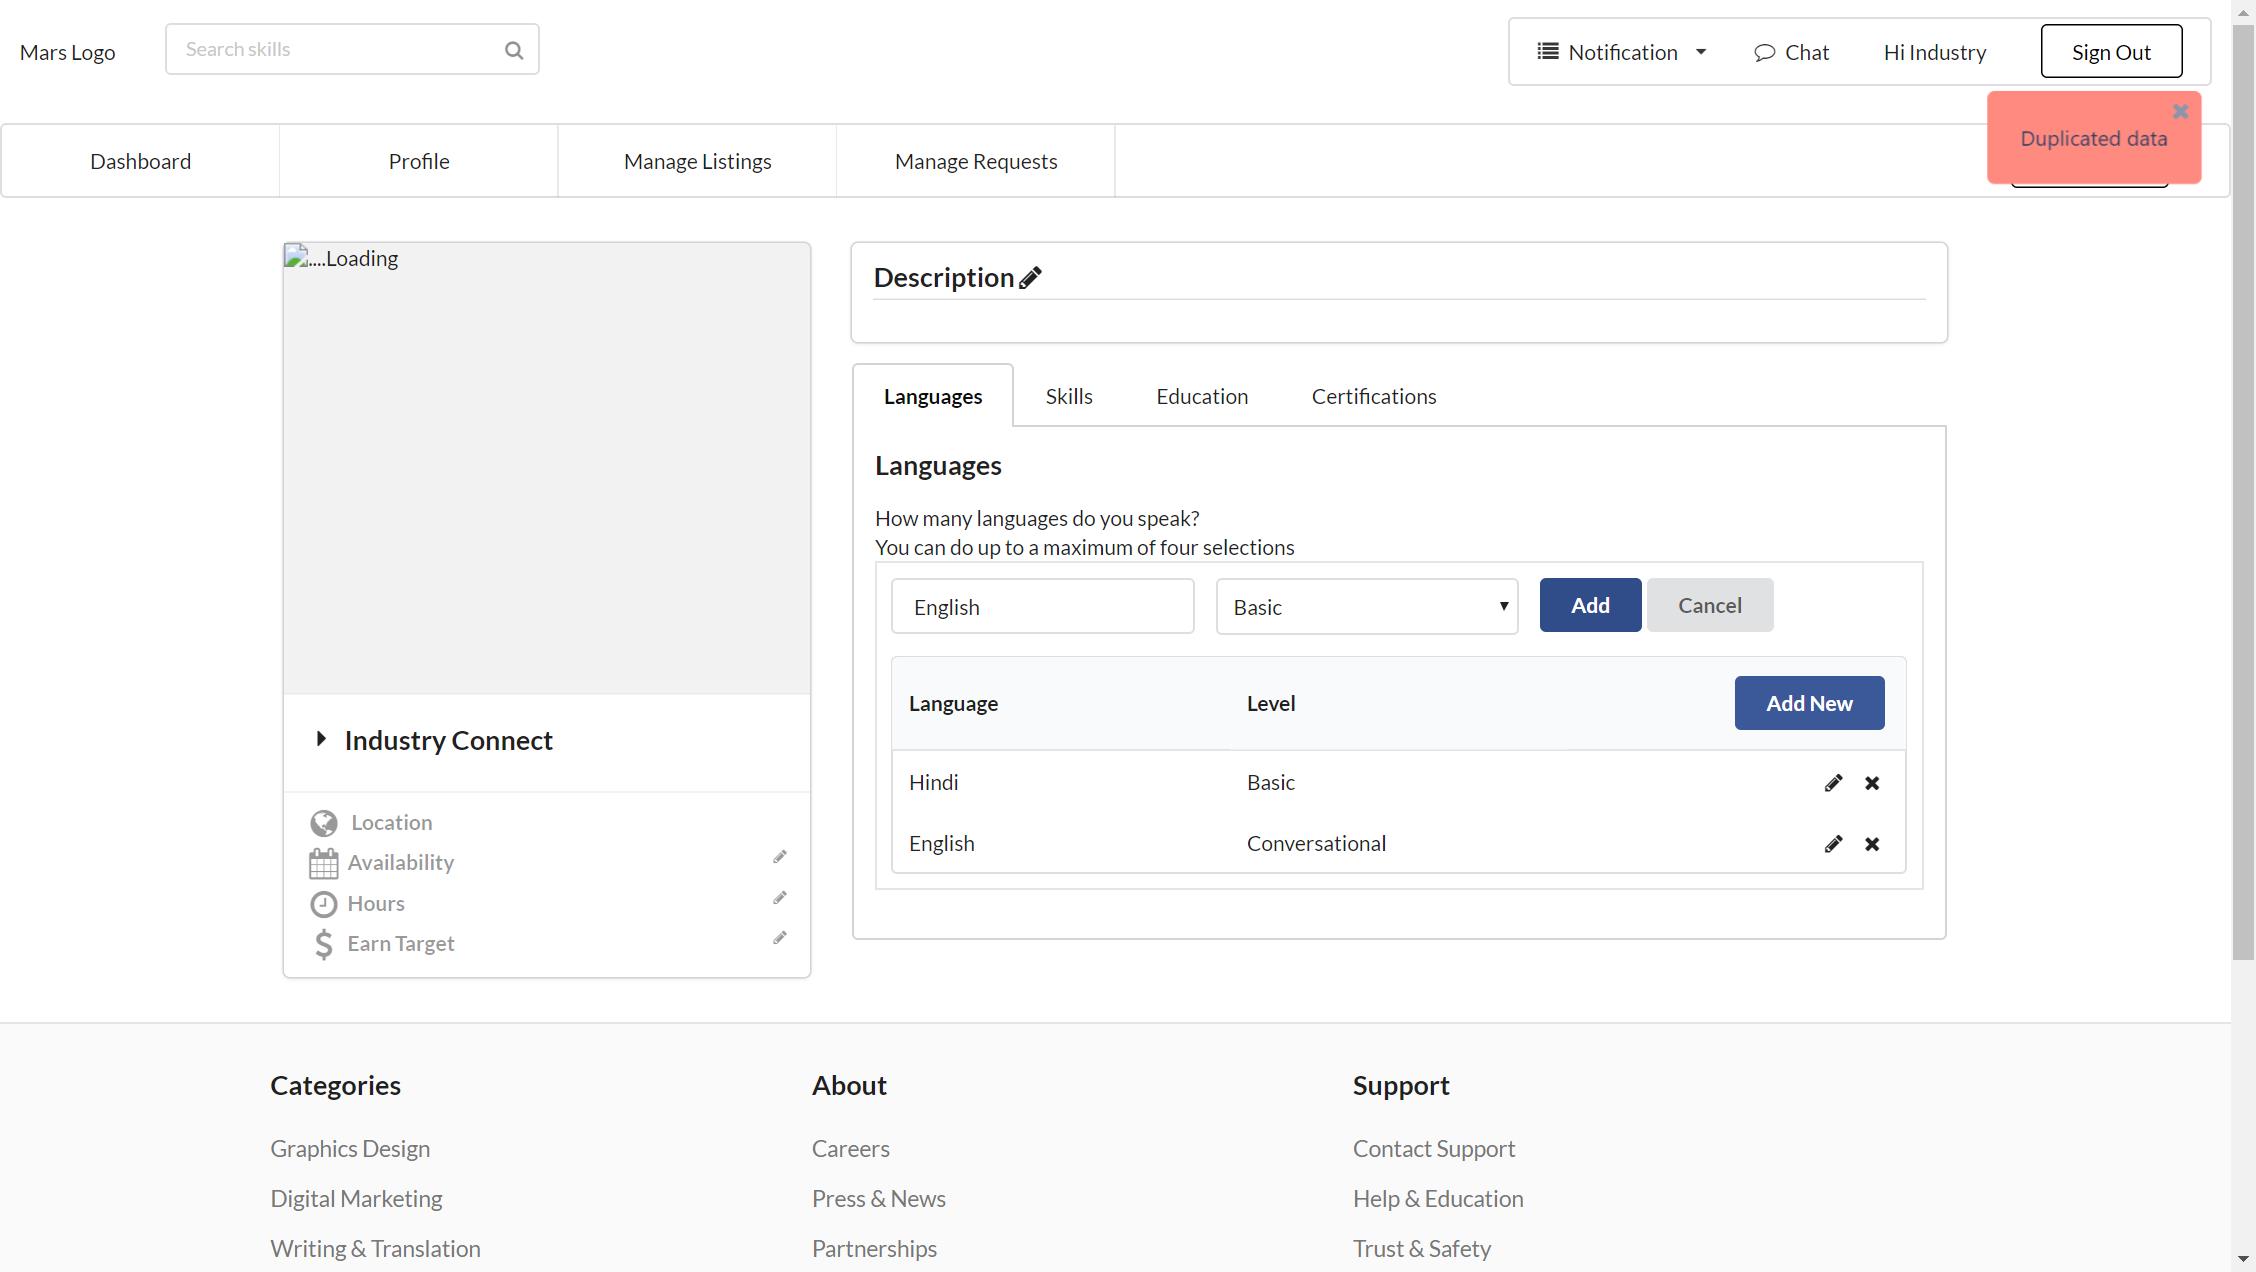 Mars Logo
Search skills
Notification
Chat
Hi Industry
Sign Out
Duplicated data
Dashboard
Profile
Manage Listings
Manage Requests
....Loading
Industry Connect
Location
Availability
Hours
Earn Target
Description
Languages
Skills
Education
Certifications
Languages
How many languages do you speak?
You can do up to a maximum of four selections
English
Basic
Add
Cancel
Language
Level
Add New
Hindi
Basic
English
Conversational
Categories
Graphics Design
Digital Marketing
Writing & Translation
About
Careers
Press & News
Partnerships
Support
Contact Support
Help & Education
Trust & Safety